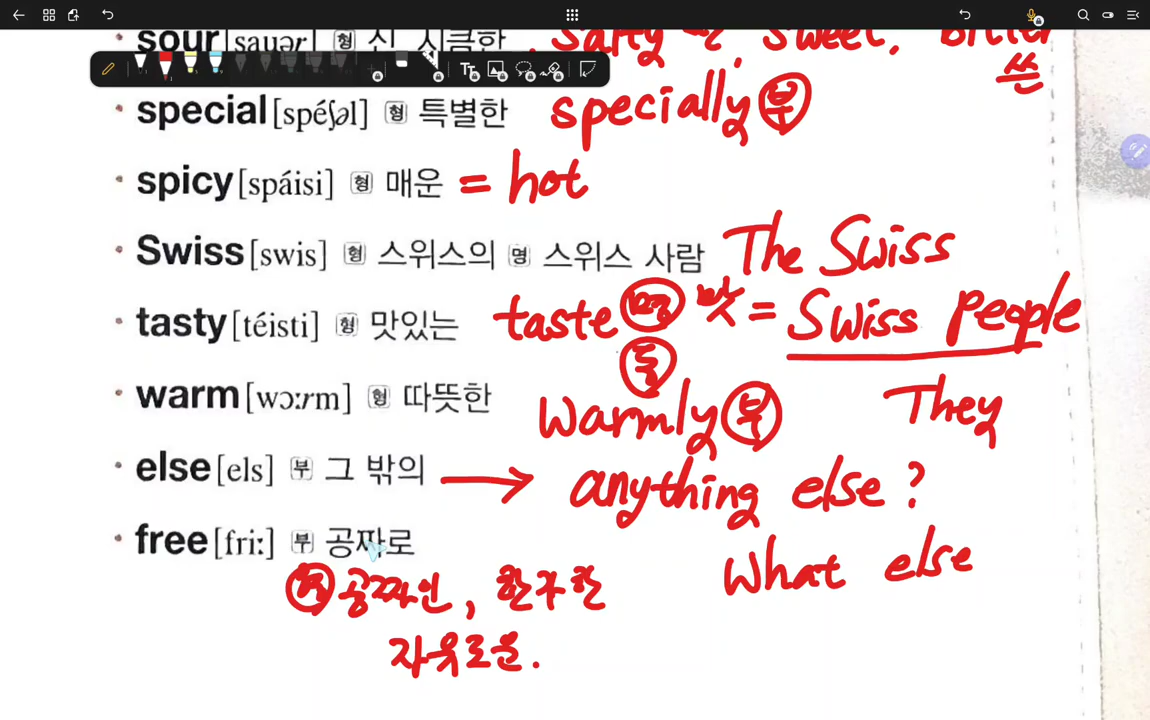 sour [sauər] 형 신, 시큼한 . salty 짠 sweet, bitter
쓴
special [spéʃəl] 형 특별한 specially 부
spicy [spáisi] 형 매운 = hot
Swiss [swis] 형 스위스의 명 스위스 사람 The Swiss
tasty [téisti] 형 맛있는 taste 명 맛 = Swiss people
동
warm [wɔːrm] 형 따뜻한 warmly 부 They
else [els] 부 그 밖의 → anything else ?
free [friː] 부 공짜로 What else
형 공짜인, 한가한
자유로운.